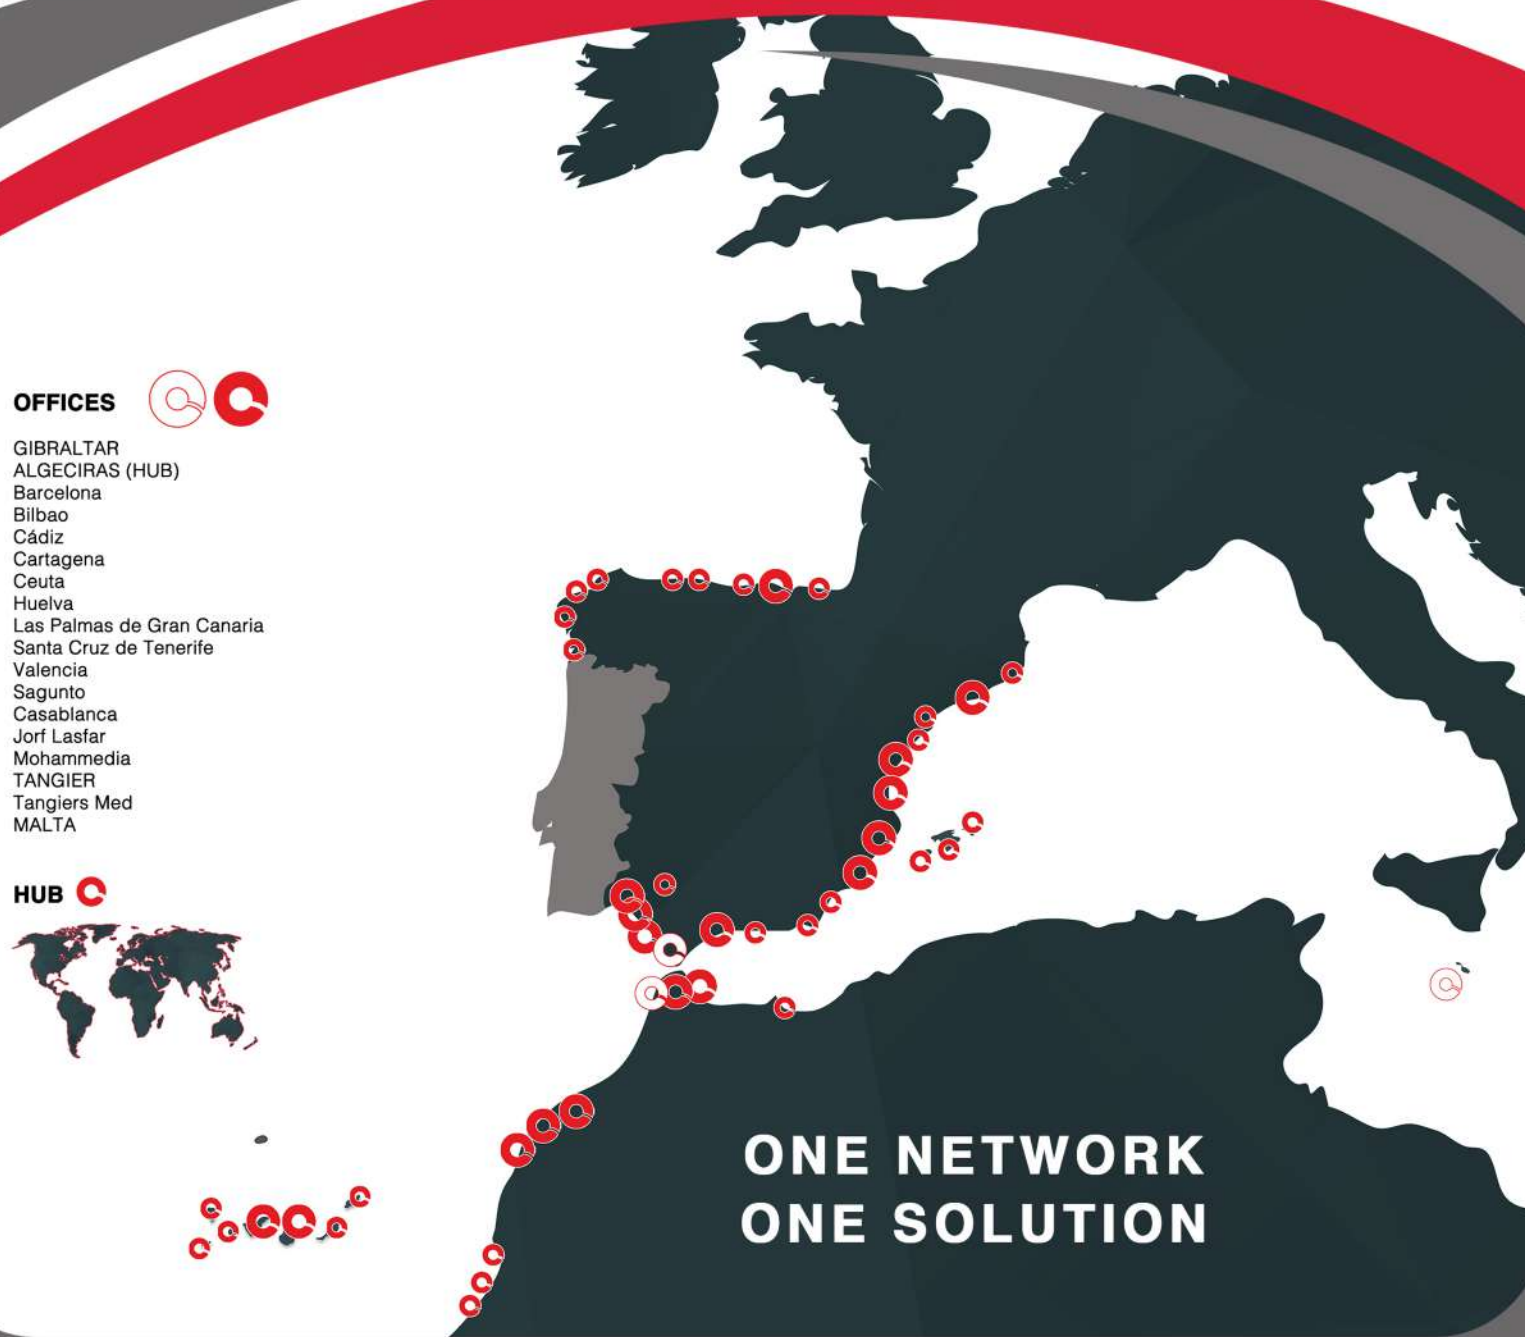 OFFICES
GIBRALTAR
ALGECIRAS (HUB)
Barcelona
Bilbao
Cádiz
Cartagena
Ceuta
Huelva
Las Palmas de Gran Canaria
Santa Cruz de Tenerife
Valencia
Sagunto
Casablanca
Jorf Lasfar
Mohammedia
TANGIER
Tangiers Med
MALTA
HUB
ONE NETWORK
ONE SOLUTION